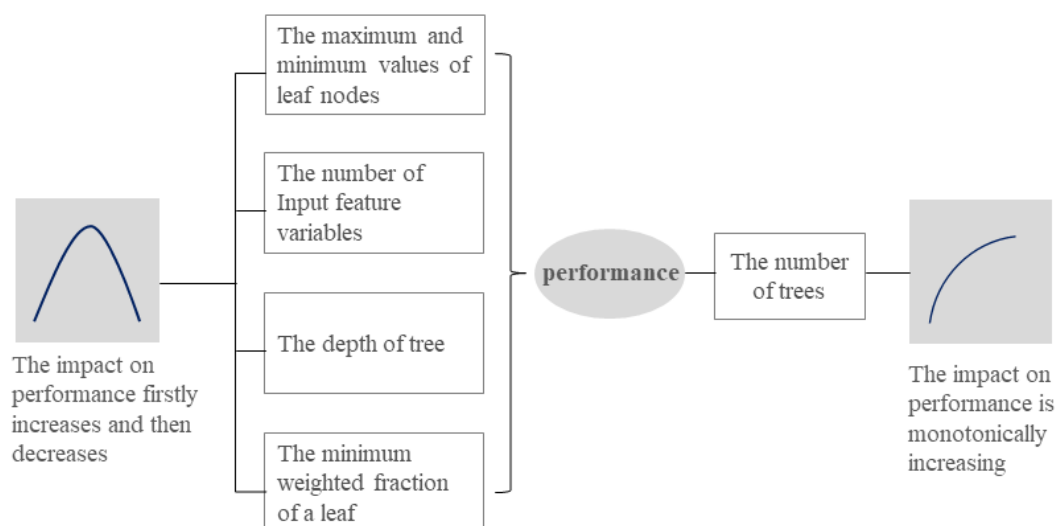 The maximum and
minimum values of
leaf nodes
The number of
Input feature
variables
The depth of tree
The minimum
weighted fraction
of a leaf
The impact on
performance firstly
increases and then
decreases
performance
The number
of trees
The impact on
performance is
monotonically
increasing